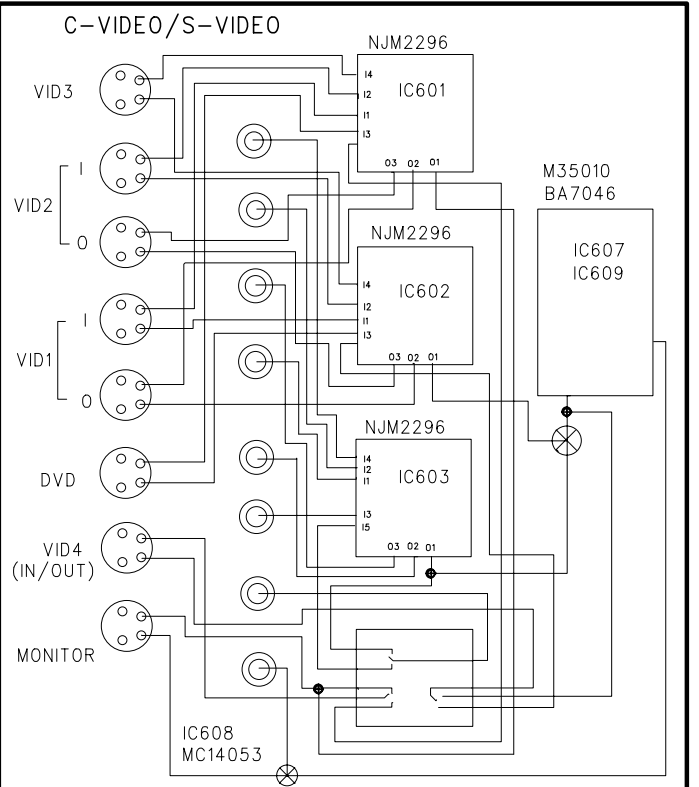 C-VIDEO/S-VIDEO
NJM2296
VID3
I4
I2
I1
I3
IC601
O3 O2 O1
M35010
BA7046
VID2
I
O
NJM2296
IC607
IC609
I4
I2
I1
I3
IC602
O3 O2 O1
VID1
I
O
NJM2296
I4
I2
I1
I3
I5
IC603
O3 O2 O1
DVD
VID4
(IN/OUT)
MONITOR
IC608
MC14053